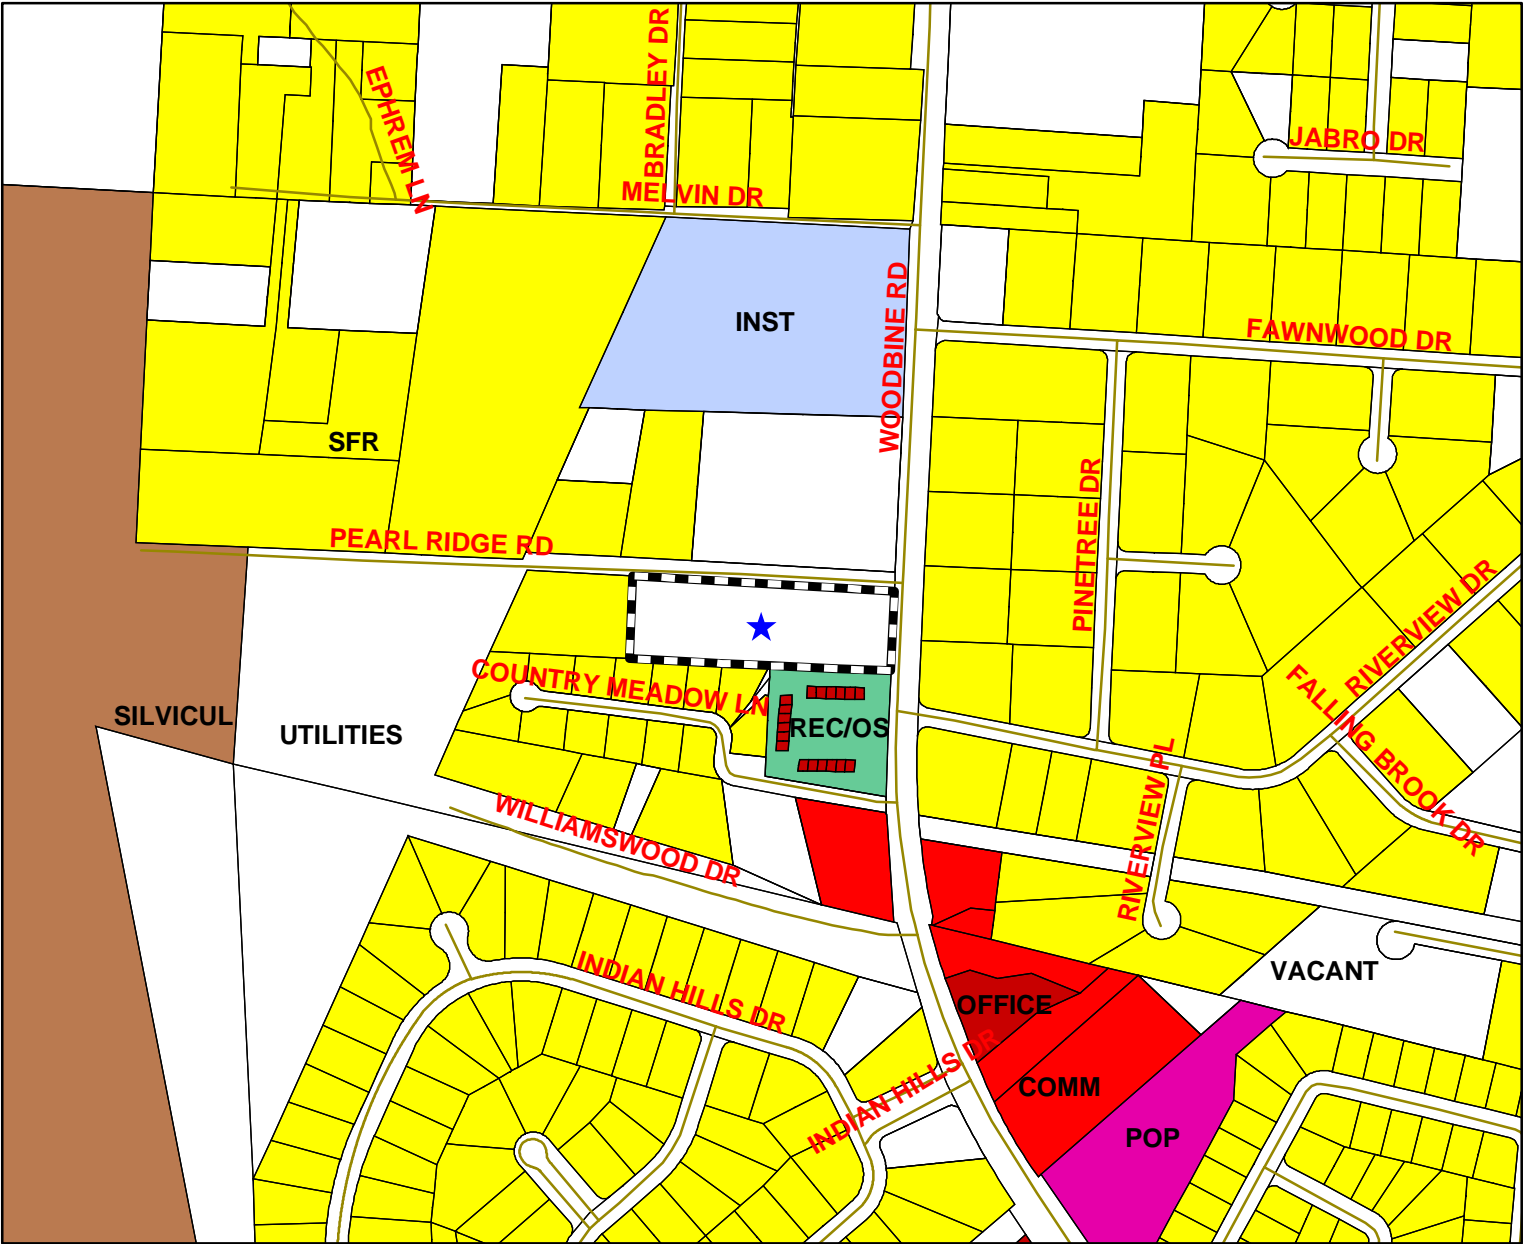 BRADLEY DR
EPHREM LN
JABRO DR
MELVIN DR
INST
WOODBINE RD
FAWNWOOD DR
SFR
PINETREE DR
PEARL RIDGE RD
RIVERVIEW DR
COUNTRY MEADOW LN
FALLING BROOK DR
SILVICUL
UTILITIES
REC/OS
RIVERVIEW PL
WILLIAMSWOOD DR
INDIAN HILLS DR
VACANT
OFFICE
INDIAN HILLS DR
COMM
POP